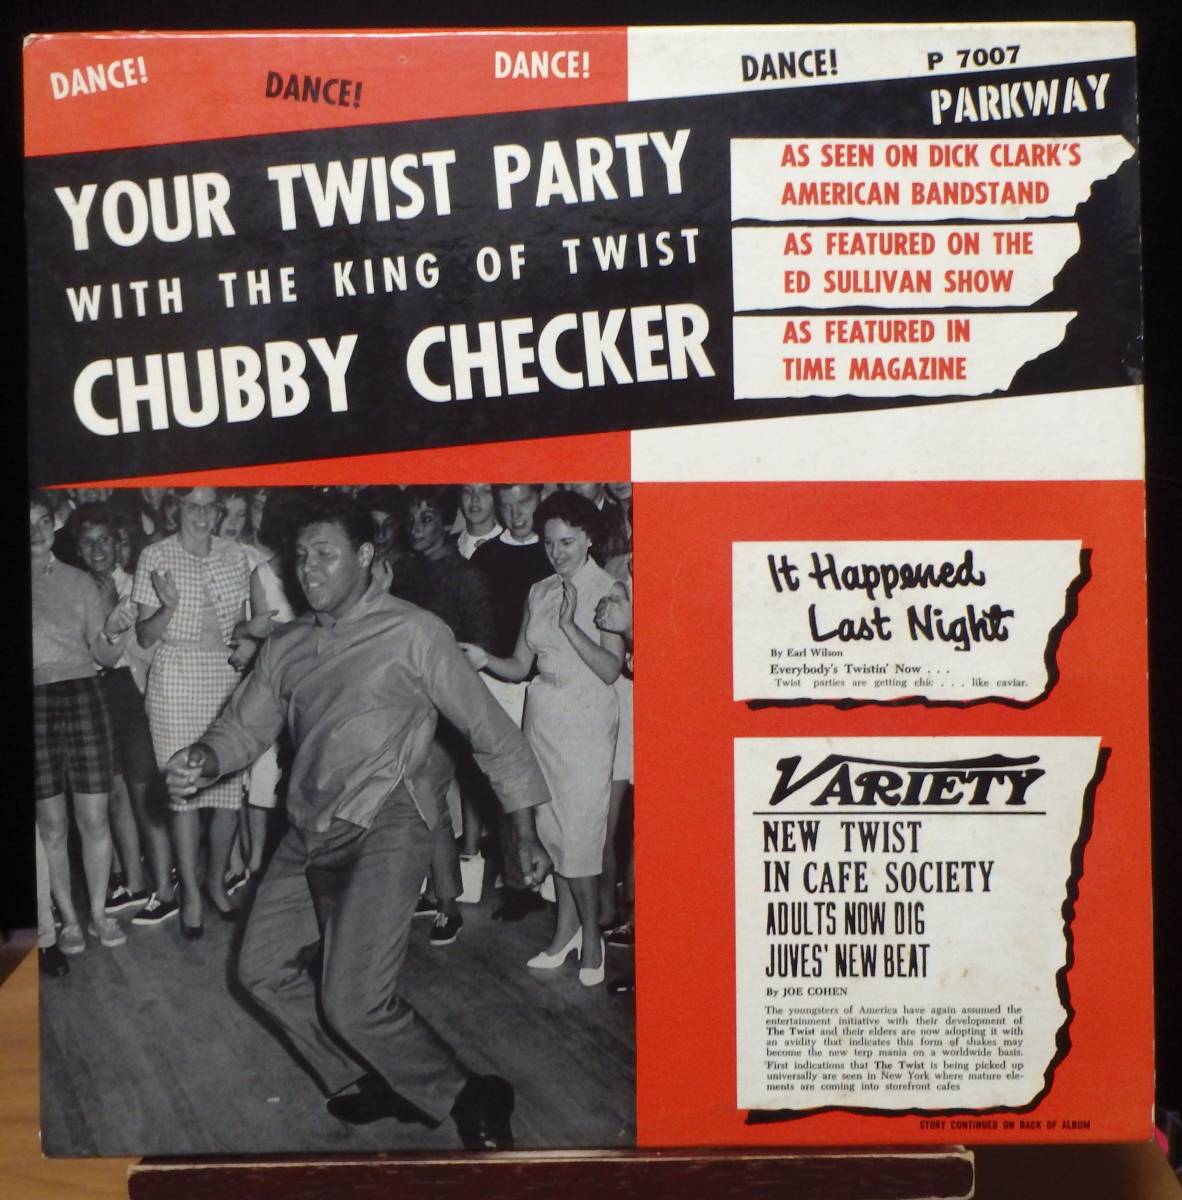 DANCE!
DANCE!
DANCE!
DANCE!
P 7007
PARKWAY
YOUR TWIST PARTY
WITH THE KING OF TWIST
CHUBBY CHECKER
AS SEEN ON DICK CLARK'S
AMERICAN BANDSTAND
AS FEATURED ON THE
ED SULLIVAN SHOW
AS FEATURED IN
TIME MAGAZINE
It Happened
Last Night
By Earl Wilson
Everybody's Twistin' Now . . .
Twist parties are getting chic . . . like caviar.
VARIETY
NEW TWIST
IN CAFE SOCIETY
ADULTS NOW DIG
JUVES' NEW BEAT
By JOE COHEN
The youngsters of America have again assumed the
entertainment initiative with their development of
The Twist and their elders are now adopting it with
an avidity that indicates this form of shakes may
become the new terp mania on a worldwide basis.
First indications that The Twist is being picked up
universally are seen in New York where mature ele-
ments are coming into storefront cafes
STORY CONTINUED ON BACK OF ALBUM